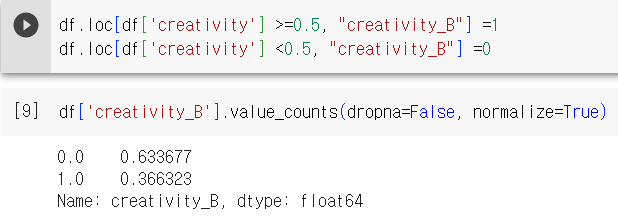 df.loc[df['creativity'] >=0.5, "creativity_B"] =1
df.loc[df['creativity'] <0.5, "creativity_B"] =0
[9] df['creativity_B'].value_counts(dropna=False, normalize=True)
0.0 0.633677
1.0 0.366323
Name: creativity_B, dtype: float64